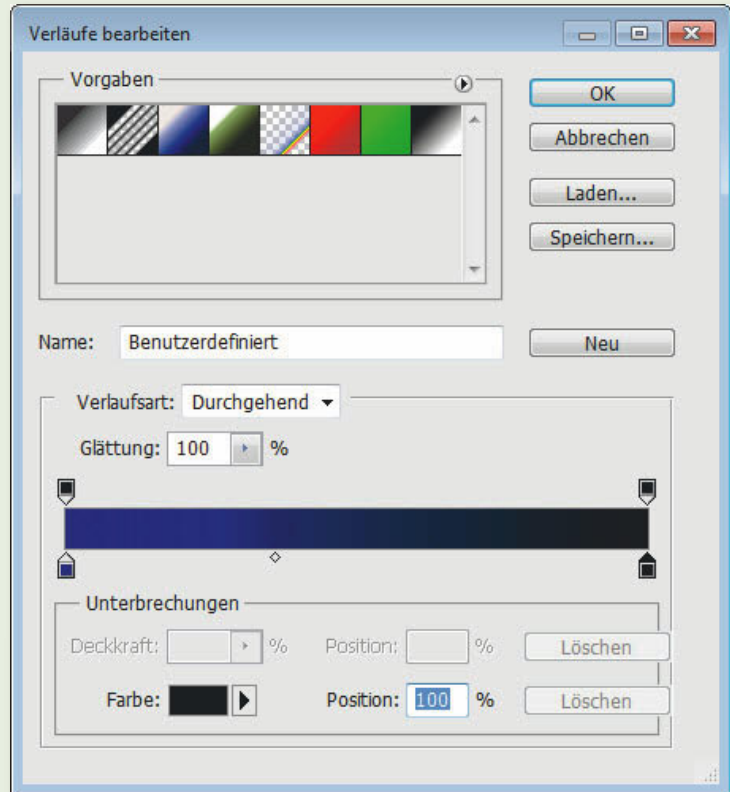 Verläufe bearbeiten
Vorgaben
OK
Abbrechen
Laden...
Speichern...
Name: Benutzerdefiniert
Neu
Verlaufsart: Durchgehend
Glättung: 100 %
Unterbrechungen
Deckkraft: % Position: % Löschen
Farbe: Position: 100 % Löschen